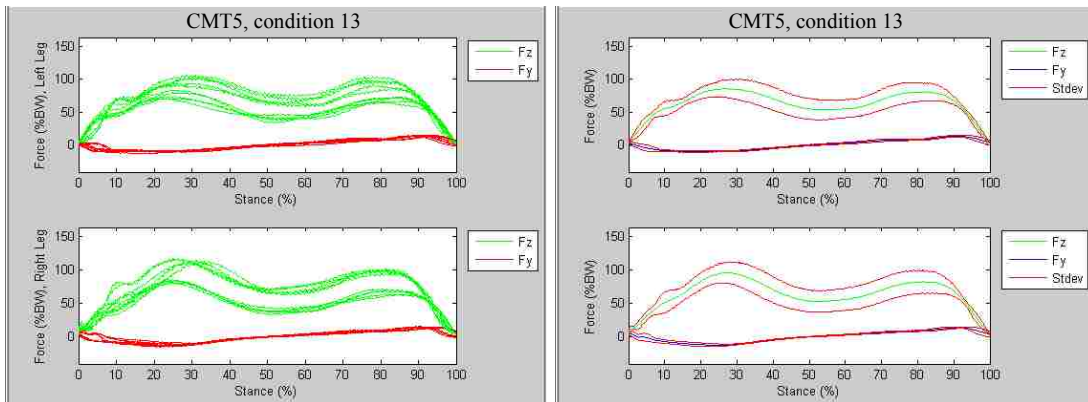 CMT5, condition 13
150
100
50
0
Force (%BW), Left Leg
0 10 20 30 40 50 60 70 80 90 100
Stance (%)
Fz
Fy
150
100
50
0
Force (%BW), Right Leg
0 10 20 30 40 50 60 70 80 90 100
Stance (%)
Fz
Fy
CMT5, condition 13
150
100
50
0
Force (%BW)
0 10 20 30 40 50 60 70 80 90 100
Stance (%)
Fz
Fy
Stdev
150
100
50
0
Force (%BW)
0 10 20 30 40 50 60 70 80 90 100
Stance (%)
Fz
Fy
Stdev